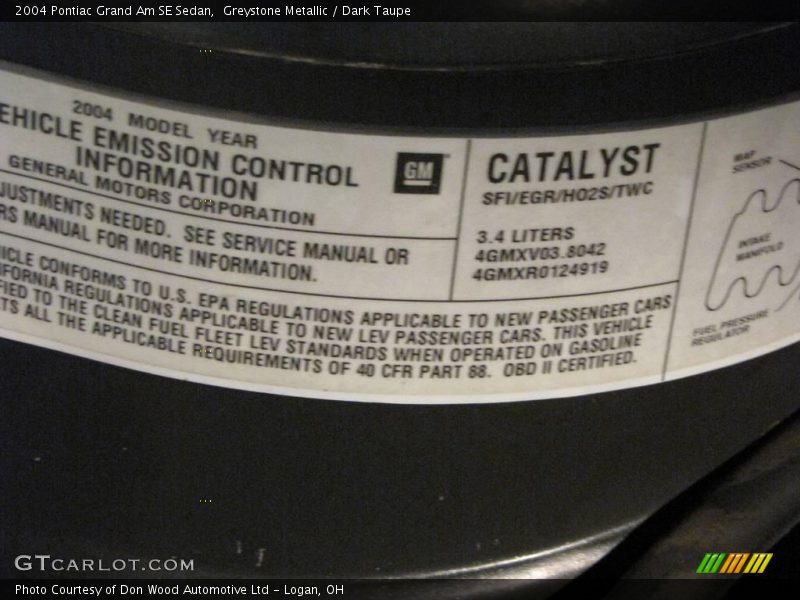 2004 Pontiac Grand Am SE Sedan, Greystone Metallic / Dark Taupe
2004 MODEL YEAR
EHICLE EMISSION CONTROL
INFORMATION
GENERAL MOTORS CORPORATION
GM
JUSTMENTS NEEDED. SEE SERVICE MANUAL OR
RS MANUAL FOR MORE INFORMATION.
ICLE CONFORMS TO U.S. EPA REGULATIONS APPLICABLE TO NEW PASSENGER CARS
IFORNIA REGULATIONS APPLICABLE TO NEW LEV PASSENGER CARS. THIS VEHICLE
FIED TO THE CLEAN FUEL FLEET LEV STANDARDS WHEN OPERATED ON GASOLINE
TS ALL THE APPLICABLE REQUIREMENTS OF 40 CFR PART 88. OBD II CERTIFIED.
CATALYST
SFI/EGR/HO2S/TWC
3.4 LITERS
4GMXV03.8042
4GMXR0124919
MAP
SENSOR
INTAKE
MANIFOLD
FUEL PRESSURE
REGULATOR
GTCARLOT.COM
Photo Courtesy of Don Wood Automotive Ltd - Logan, OH